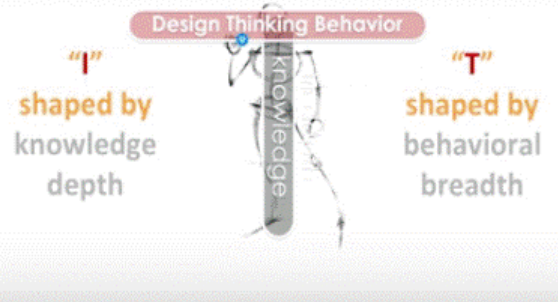 Design Thinking Behavior
“I”
shaped by
knowledge
depth
knowledge
“T”
shaped by
behavioral
breadth